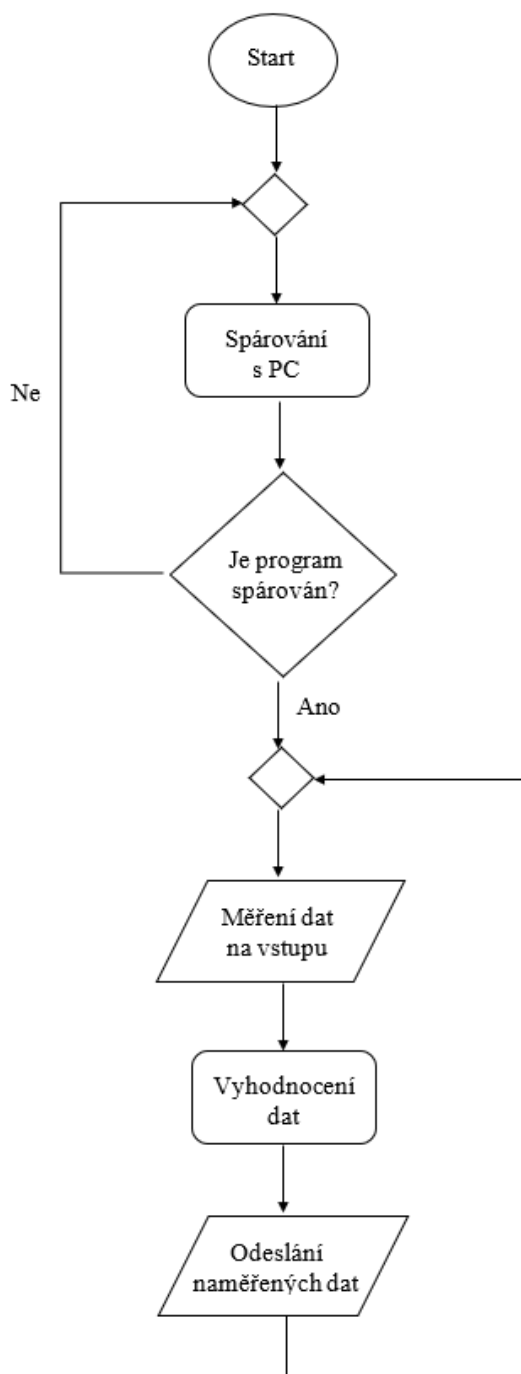 Start
Spárování
s PC
Ne
Je program
spárován?
Ano
Měření dat
na vstupu
Vyhodnocení
dat
Odeslání
naměřených dat